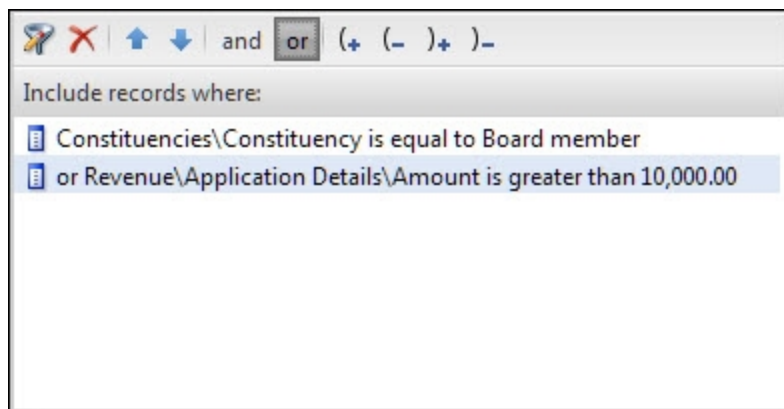 and or (+ (- )+ )-
Include records where:
Constituencies\Constituency is equal to Board member
or Revenue\Application Details\Amount is greater than 10,000.00